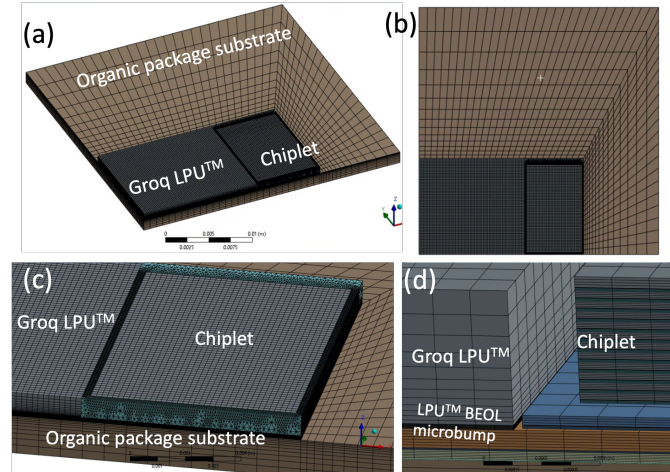 (a)
Organic package substrate
Groq LPU™
Chiplet
Z
Y
0
0.005
0.01 (m)
0.0025
0.0075
(b)
(c)
Groq LPU™
Chiplet
Organic package substrate
(d)
Groq LPU™
Chiplet
LPU™ BEOL
microbump